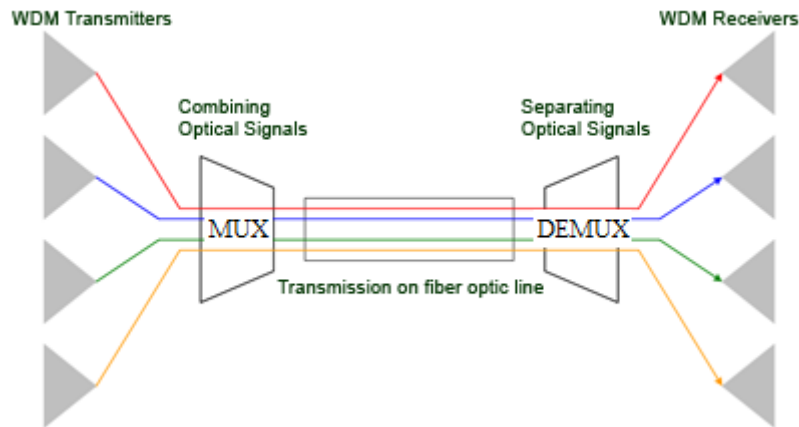 WDM Transmitters
WDM Receivers
Combining
Optical Signals
Separating
Optical Signals
MUX
DEMUX
Transmission on fiber optic line